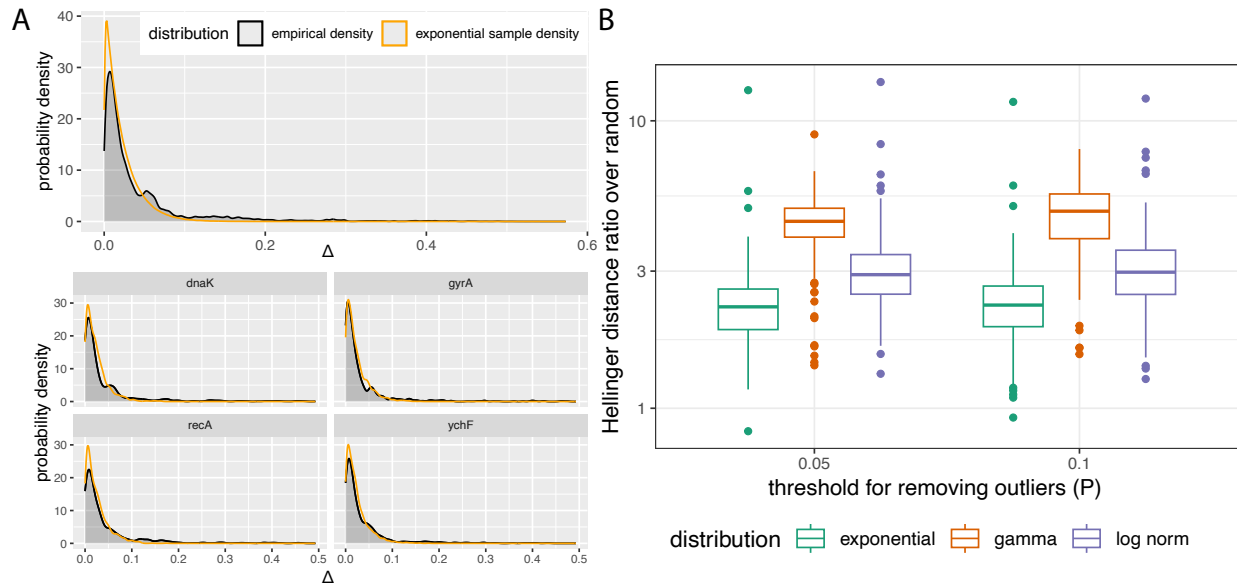 A
distribution empirical density exponential sample density
probability density
40
30
20
10
0
0.0 0.2 0.4 0.6
Δ
dnaK gyrA
30
20
10
0
recA ychF
probability density
30
20
10
0
0.0 0.1 0.2 0.3 0.4 0.5 0.0 0.1 0.2 0.3 0.4 0.5
Δ
B
Hellinger distance ratio over random
10
3
1
0.05 0.1
threshold for removing outliers (P)
distribution exponential gamma log norm